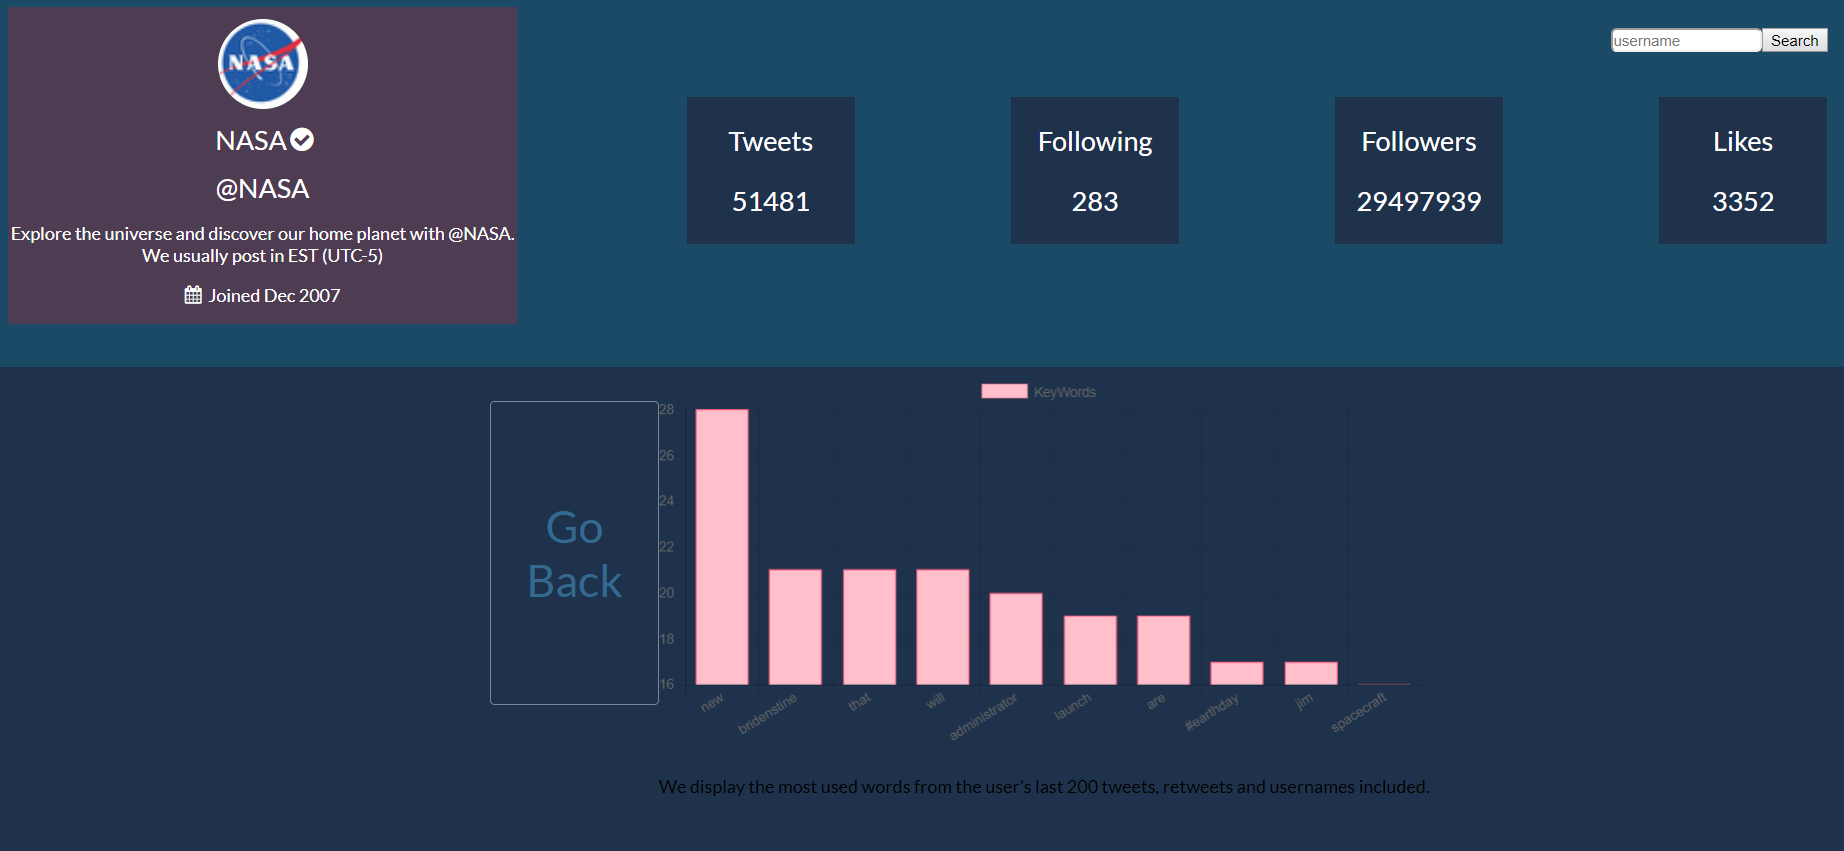 NASA
NASA
@NASA
Explore the universe and discover our home planet with @NASA.
We usually post in EST (UTC-5)
Joined Dec 2007
username Search
Tweets
51481
Following
283
Followers
29497939
Likes
3352
Go
Back
KeyWords
28
26
24
22
20
18
16
new
bridenstine
that
will
administrator
launch
are
#earthday
jim
spacecraft
We display the most used words from the user's last 200 tweets, retweets and usernames included.